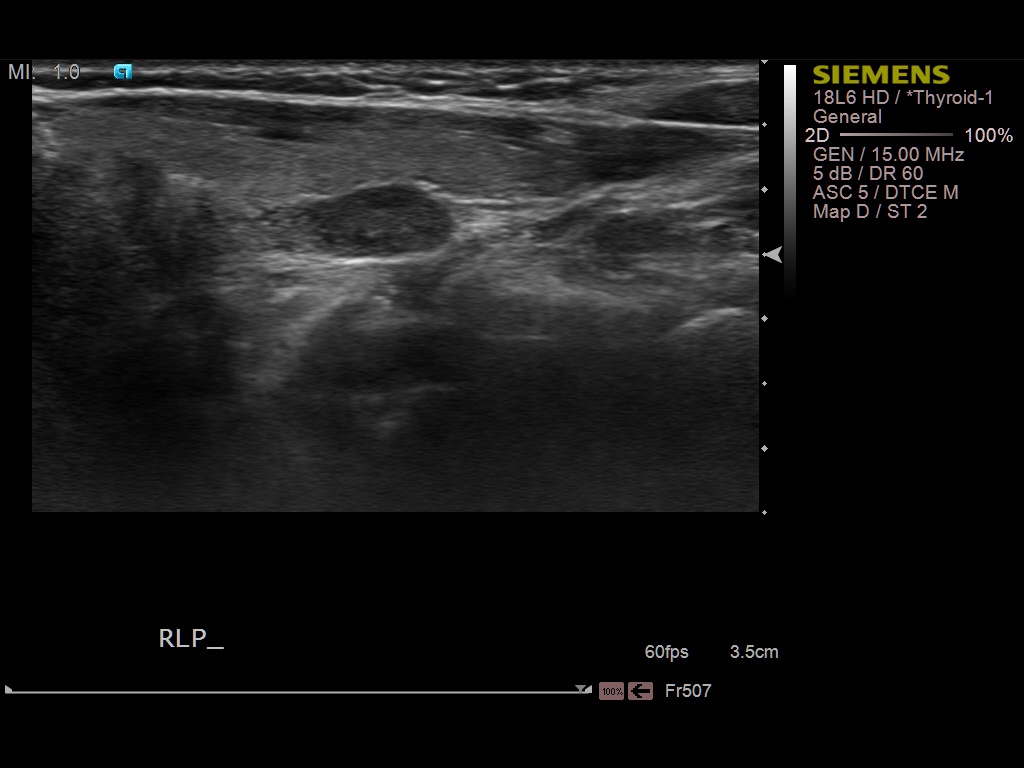 MI: 1.0
SIEMENS
18L6 HD / *Thyroid-1
General
2D 100%
GEN / 15.00 MHz
5 dB / DR 60
ASC 5 / DTCE M
Map D / ST 2
RLP_
60fps 3.5cm
100% Fr507